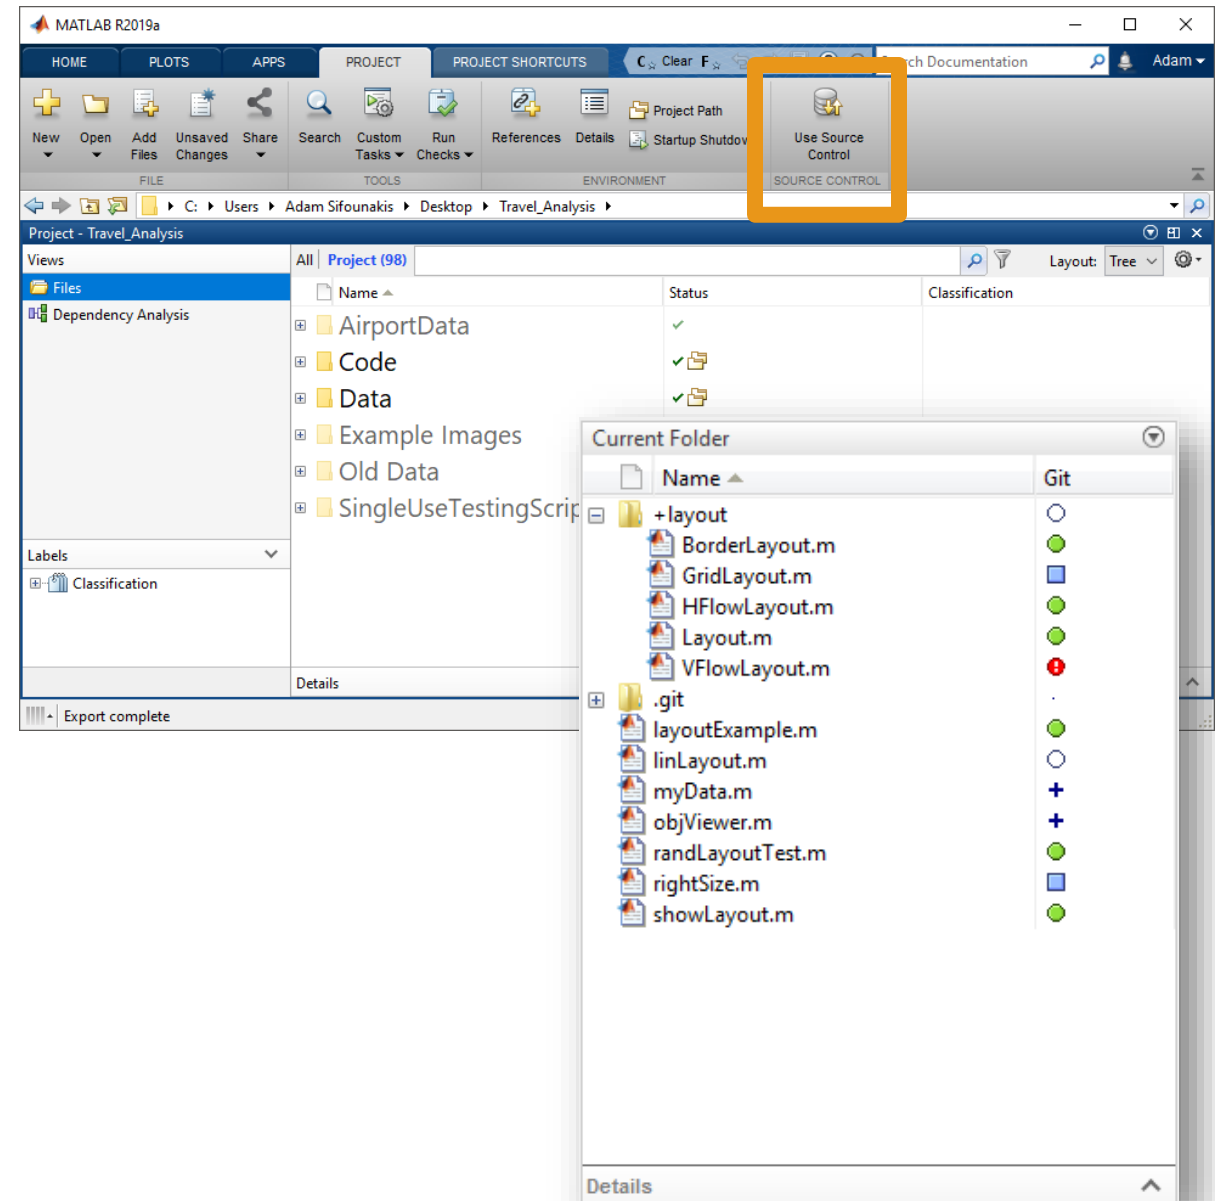 MATLAB R2019a
HOME PLOTS APPS PROJECT PROJECT SHORTCUTS C Clear F ch Documentation Adam
New Open Add Files Unsaved Changes Share Search Custom Tasks Run Checks References Details Project Path Startup Shutdow Use Source Control
FILE TOOLS ENVIRONMENT SOURCE CONTROL
C: Users Adam Sifounakis Desktop Travel_Analysis
Project - Travel_Analysis
Views All Project (98) Layout: Tree
Files Name Status Classification
Dependency Analysis
AirportData
Code
Data
Example Images
Old Data
SingleUseTestingScrip
Labels
Classification
Details
Export complete
Current Folder
Name Git
+layout
BorderLayout.m
GridLayout.m
HFlowLayout.m
Layout.m
VFlowLayout.m
.git
layoutExample.m
linLayout.m
myData.m
objViewer.m
randLayoutTest.m
rightSize.m
showLayout.m
Details